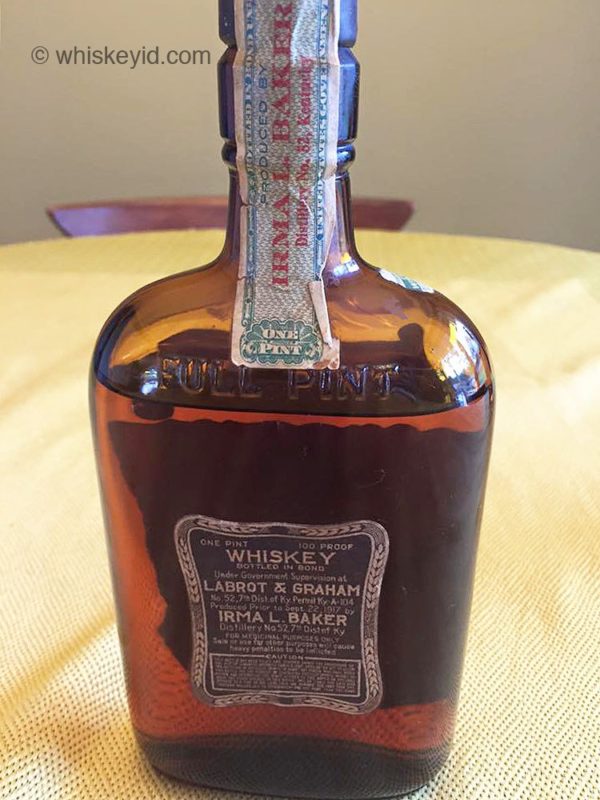 © whiskeyid.com
PRODUCED BY
IRMA L. BAKER
Distillery No. 52, Kentucky
ONE
PINT
FULL PINT
ONE PINT 100 PROOF
WHISKEY
BOTTLED IN BOND
Under Government Supervision at
LABROT & GRAHAM
No. 52, 7th Dist. of Ky. Permit Ky-A-104
Produced Prior to Sept. 22, 1917 by
IRMA L. BAKER
Distillery No 52, 7th Dist of Ky
FOR MEDICINAL PURPOSES ONLY
Sale or use for other purposes will cause
heavy penalties to be inflicted
CAUTION